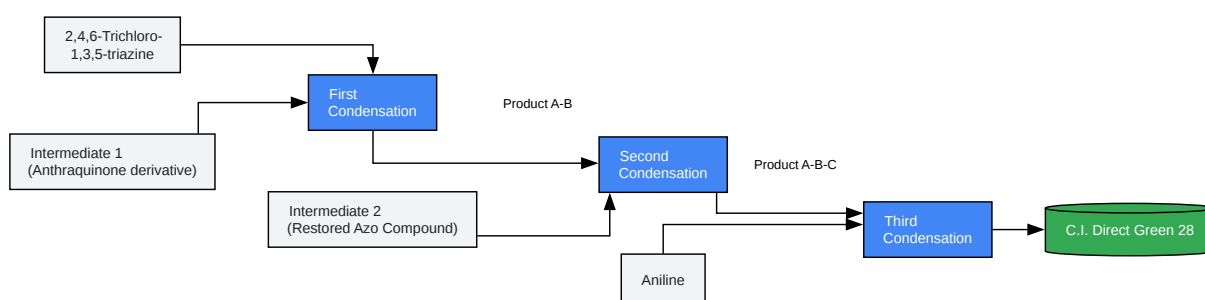 2,4,6-Trichloro-
1,3,5-triazine
First
Condensation
Product A-B
Intermediate 1
(Anthraquinone derivative)
Second
Condensation
Product A-B-C
Intermediate 2
(Restored Azo Compound)
Third
Condensation
C.I. Direct Green 28
Aniline